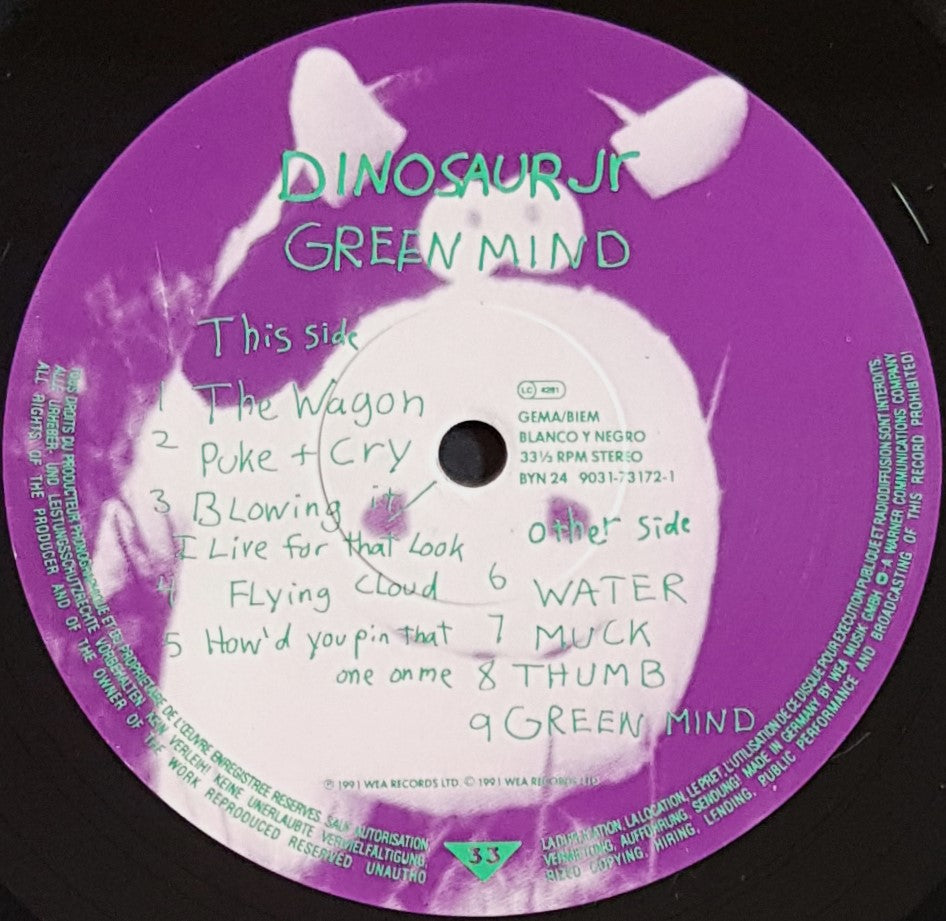 DINOSAUR Jr
GREEN MIND
This side
1 The Wagon
2 Puke + Cry
3 Blowing it
I Live for that Look
4 Flying Cloud
5 How'd you pin that
one on me
LC 4281
GEMA/BIEM
BLANCO Y NEGRO
33⅓ RPM STEREO
BYN 24 9031-73172-1
Other side
6 WATER
7 MUCK
8 THUMB
9 GREEN MIND
℗ 1991 WEA RECORDS LTD. © 1991 WEA RECORDS LTD.
33
TOUS DROITS DU PRODUCTEUR PHONOGRAPHIQUE ET DU PROPRIETAIRE DE L'ŒUVRE ENREGISTREE RESERVES. SAUF AUTORISATION
LA DUPLICATION, LA LOCATION, LE PRET, L'UTILISATION DE CE DISQUE POUR EXECUTION PUBLIQUE ET RADIODIFFUSION SONT INTERDITS.
ALLE URHEBER- UND LEISTUNGSSCHUTZRECHTE VORBEHALTEN. KEIN VERLEIH! KEINE UNERLAUBTE VERVIELFÄLTIGUNG,
VERMIETUNG, AUFFÜHRUNG, SENDUNG! MADE IN GERMANY BY WEA MUSIK GMBH A WARNER COMMUNICATIONS COMPANY
ALL RIGHTS OF THE PRODUCER AND OF THE OWNER OF THE WORK REPRODUCED RESERVED UNAUTHO
RIZED COPYING, HIRING, LENDING, PUBLIC PERFORMANCE AND BROADCASTING OF THIS RECORD PROHIBITED!